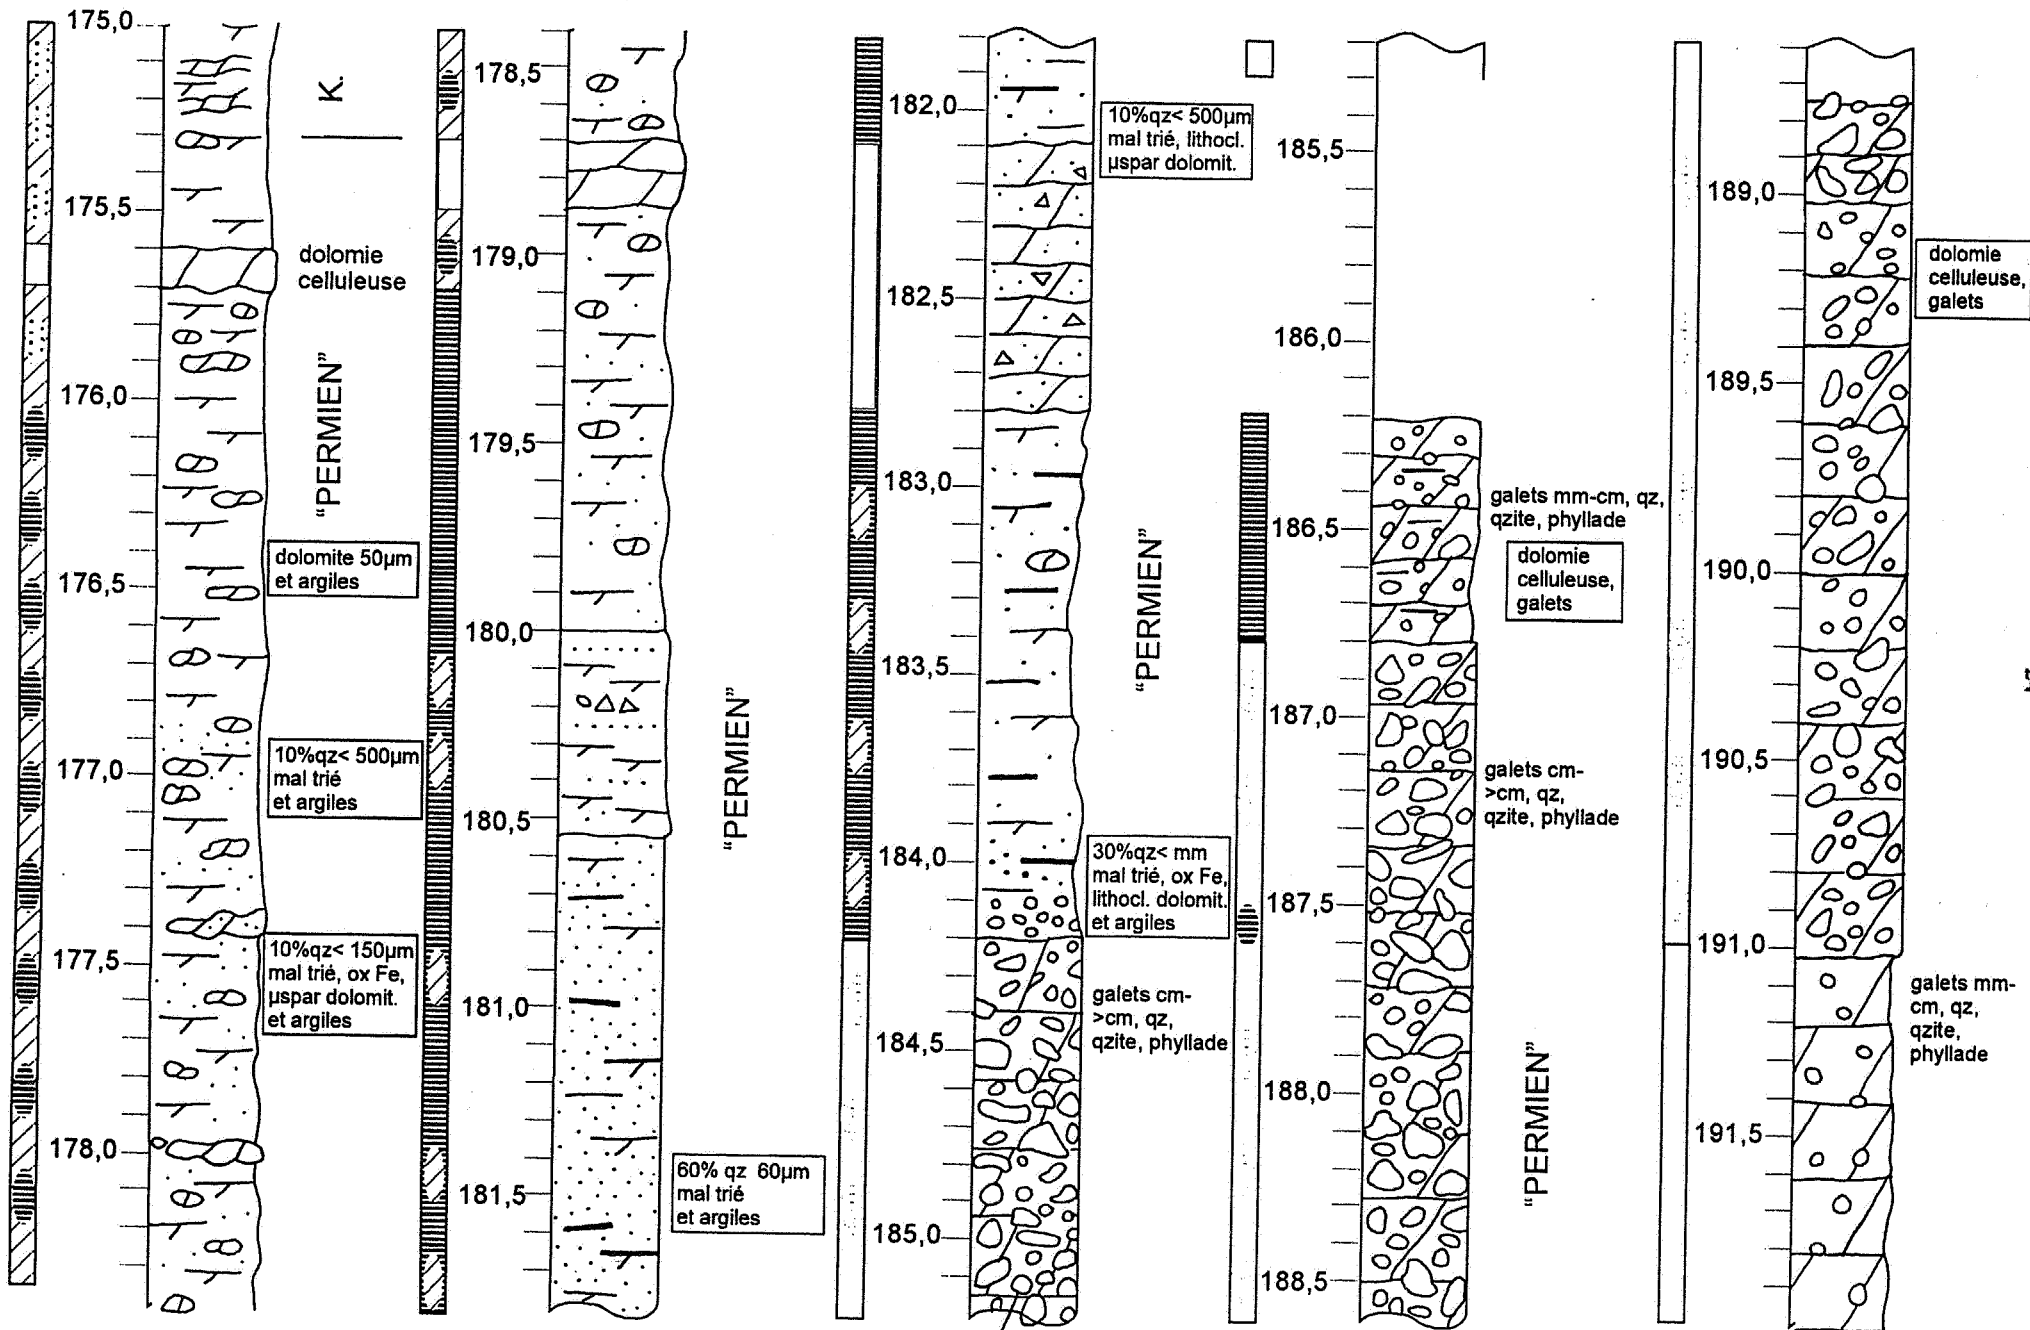 175,0
K.
175,5
dolomie
celluleuse
176,0
"PERMIEN"
dolomite 50µm
et argiles
176,5
10%qz< 500µm
mal trié
et argiles
177,0
10%qz< 150µm
mal trié, ox Fe,
µspar dolomit.
et argiles
177,5
178,0
178,5
179,0
179,5
180,0
"PERMIEN"
180,5
181,0
60% qz 60µm
mal trié
et argiles
181,5
182,0
10%qz< 500µm
mal trié, lithocl.
µspar dolomit.
182,5
183,0
"PERMIEN"
183,5
184,0
30%qz< mm
mal trié, ox Fe,
lithocl. dolomit.
et argiles
galets cm-
>cm, qz,
qzite, phyllade
184,5
185,0
185,5
186,0
galets mm-cm, qz,
qzite, phyllade
186,5
dolomie
celluleuse,
galets
187,0
galets cm-
>cm, qz,
qzite, phyllade
187,5
188,0
"PERMIEN"
188,5
189,0
dolomie
celluleuse,
galets
189,5
190,0
190,5
191,0
galets mm-
cm, qz,
qzite,
phyllade
191,5